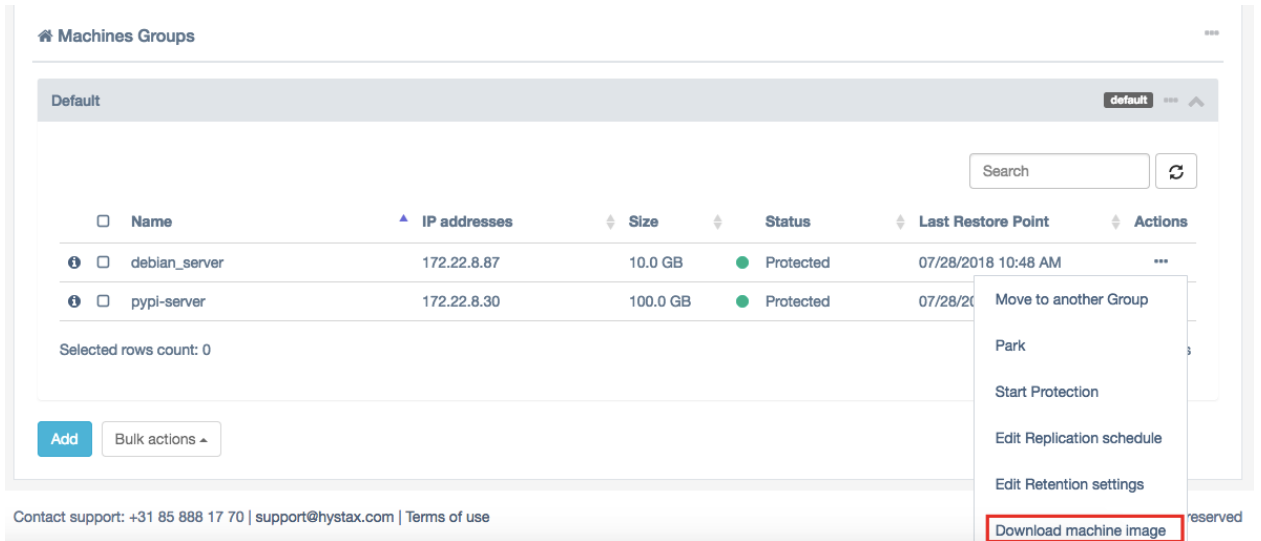 Machines Groups
Default default
Search
Name IP addresses Size Status Last Restore Point Actions
debian_server 172.22.8.87 10.0 GB Protected 07/28/2018 10:48 AM
pypi-server 172.22.8.30 100.0 GB Protected
Selected rows count: 0
Move to another Group
Park
Start Protection
Edit Replication schedule
Edit Retention settings
Download machine image
Add Bulk actions
Contact support: +31 85 888 17 70 | support@hystax.com | Terms of use reserved